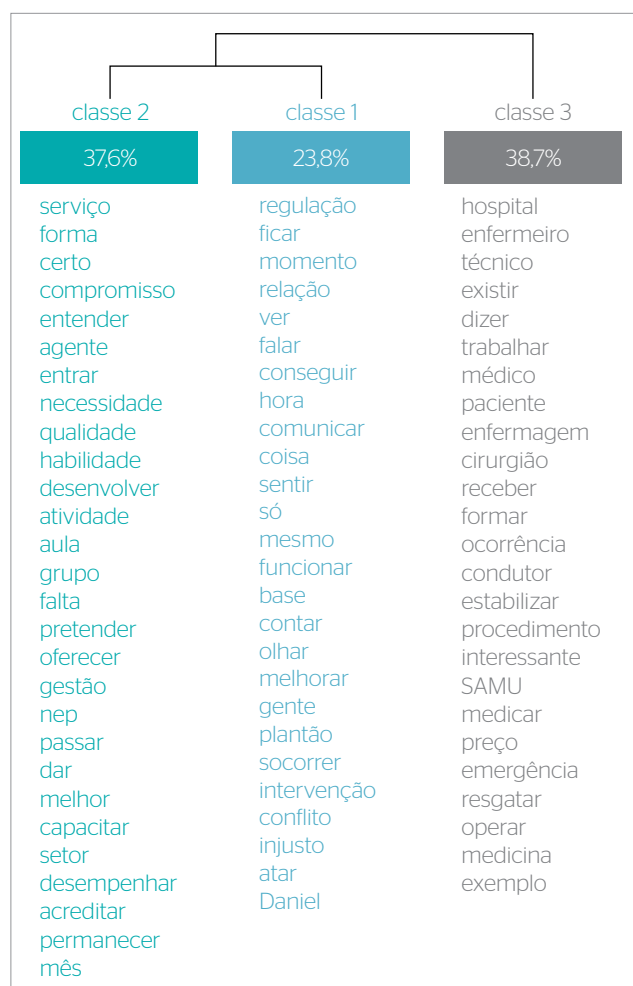 classe 2
37,6%
serviço
forma
certo
compromisso
entender
agente
entrar
necessidade
qualidade
habilidade
desenvolver
atividade
aula
grupo
falta
pretender
oferecer
gestão
nep
passar
dar
melhor
capacitar
setor
desempenhar
acreditar
permanecer
mês
classe 1
23,8%
regulação
ficar
momento
relação
ver
falar
conseguir
hora
comunicar
coisa
sentir
só
mesmo
funcionar
base
contar
olhar
melhorar
gente
plantão
socorrer
intervenção
conflito
injusto
atar
Daniel
classe 3
38,7%
hospital
enfermeiro
técnico
existir
dizer
trabalhar
médico
paciente
enfermagem
cirurgião
receber
formar
ocorrência
condutor
estabilizar
procedimento
interessante
SAMU
medicar
preço
emergência
resgatar
operar
medicina
exemplo